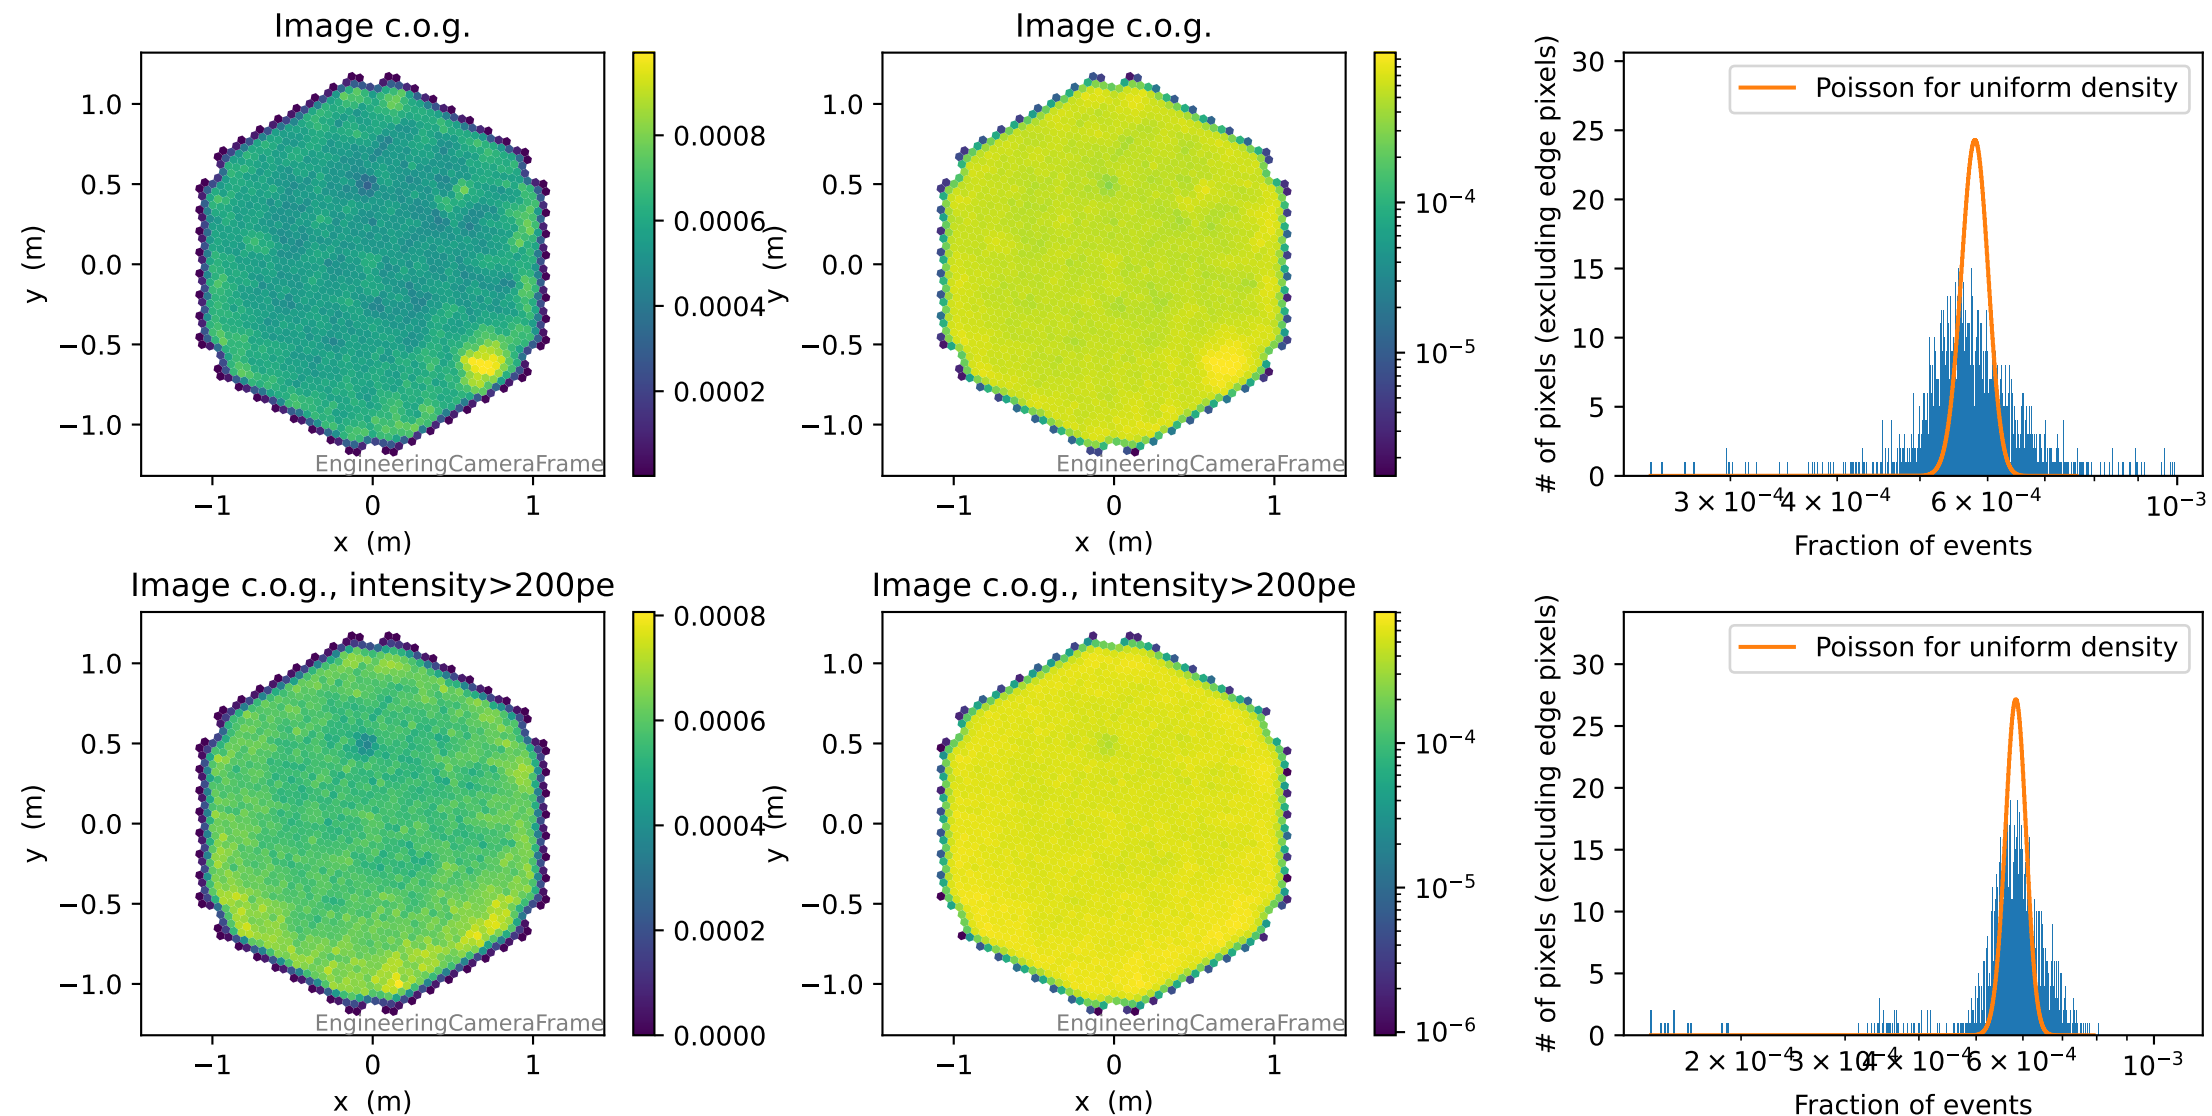 Image c.o.g.
1.0
0.5
0.0
−0.5
−1.0
y (m)
−1
0
1
x (m)
EngineeringCameraFrame
0.0008
0.0006
0.0004
0.0002
Image c.o.g.
1.0
0.5
0.0
−0.5
−1.0
y (m)
−1
0
1
x (m)
EngineeringCameraFrame
10⁻⁴
10⁻⁵
30
25
20
15
10
5
0
# of pixels (excluding edge pixels)
Poisson for uniform density
3 × 10⁻⁴
4 × 10⁻⁴
6 × 10⁻⁴
10⁻³
Fraction of events
Image c.o.g., intensity>200pe
1.0
0.5
0.0
−0.5
−1.0
y (m)
−1
0
1
x (m)
EngineeringCameraFrame
0.0008
0.0006
0.0004
0.0002
0.0000
Image c.o.g., intensity>200pe
1.0
0.5
0.0
−0.5
−1.0
y (m)
−1
0
1
x (m)
EngineeringCameraFrame
10⁻⁴
10⁻⁵
10⁻⁶
30
25
20
15
10
5
0
# of pixels (excluding edge pixels)
Poisson for uniform density
2 × 10⁻⁴
3 × 10⁻⁴
4 × 10⁻⁴
6 × 10⁻⁴
10⁻³
Fraction of events